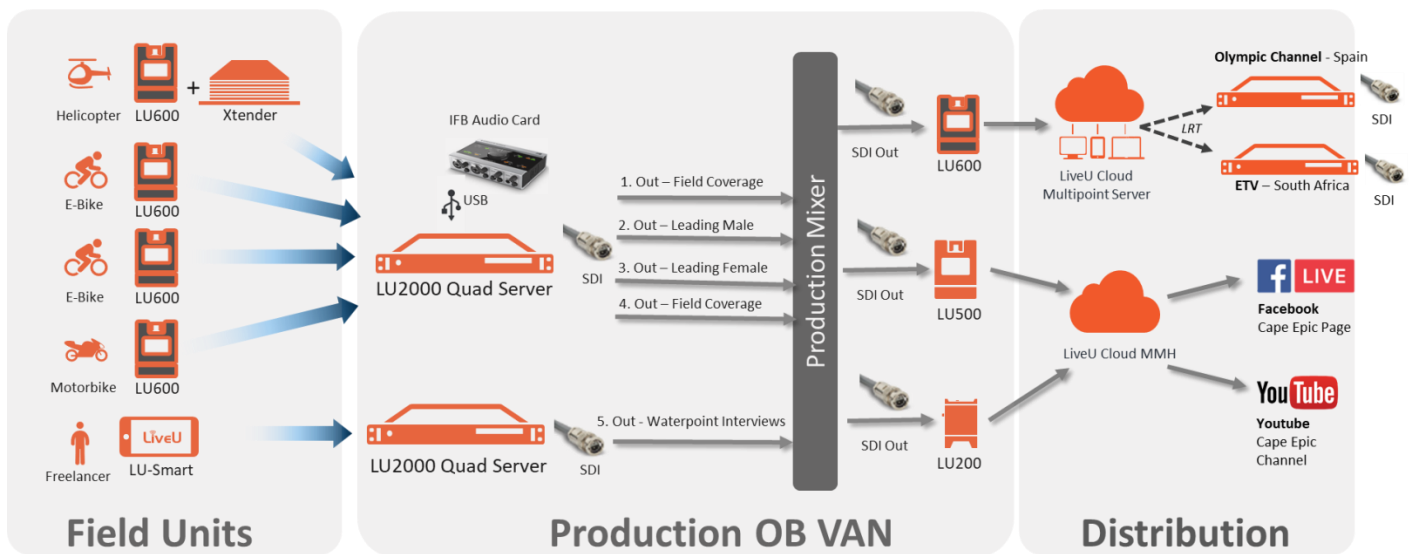 Helicopter
LU600
+
Xtender
E-Bike
LU600
E-Bike
LU600
Motorbike
LU600
Freelancer
LiveU
LU-Smart
Field Units
IFB Audio Card
USB
LU2000 Quad Server
SDI
1. Out – Field Coverage
2. Out – Leading Male
3. Out – Leading Female
4. Out – Field Coverage
LU2000 Quad Server
SDI
5. Out - Waterpoint Interviews
Production Mixer
SDI Out
LU600
SDI Out
LU500
SDI Out
LU200
Production OB VAN
LiveU Cloud
Multipoint Server
LRT
Olympic Channel - Spain
SDI
ETV – South Africa
SDI
LiveU Cloud MMH
f LIVE
Facebook
Cape Epic Page
YouTube
Youtube
Cape Epic
Channel
Distribution